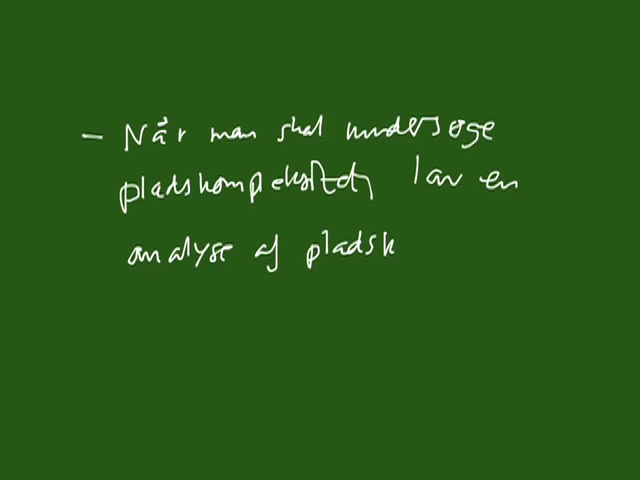 - Når man skal undersøge
pladskompleksitet, lav en
analyse af pladsk